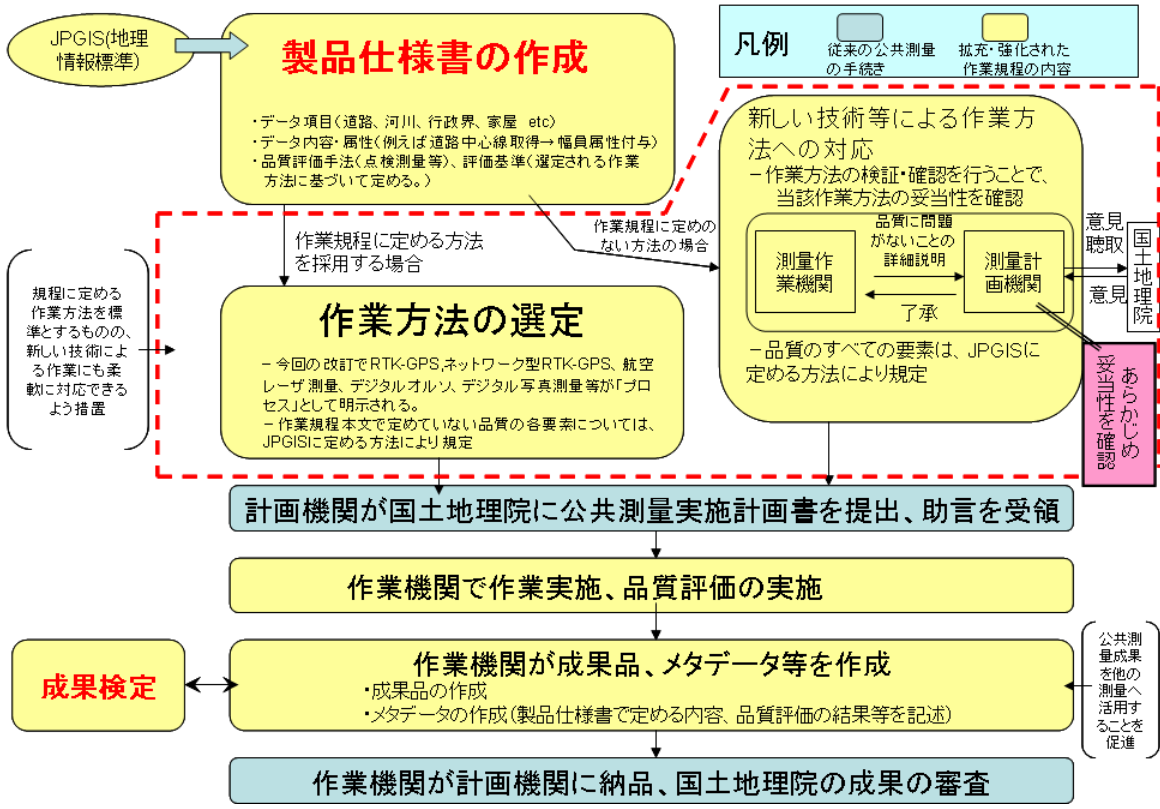 JPGIS(地理
情報標準)
製品仕様書の作成
・データ項目(道路、河川、行政界、家屋 etc)
・データ内容・属性(例えば道路中心線取得→幅員属性付与)
・品質評価手法(点検測量等)、評価基準(選定される作業
方法に基づいて定める。)
凡例
従来の公共測量
の手続き
拡充・強化された
作業規程の内容
新しい技術等による作業方
法への対応
－作業方法の検証・確認を行うことで、
当該作業方法の妥当性を確認
測量作
業機関
品質に問題
がないことの
詳細説明
了承
測量計
画機関
意見
聴取
意見
国土地理院
－品質のすべての要素は、JPGISに
定める方法により規定
あらかじめ
妥当性を確認
作業規程に定める方法
を採用する場合
作業規程に定めの
ない方法の場合
規程に定める
作業方法を標
準とするものの、
新しい技術によ
る作業にも柔
軟に対応できる
よう措置
作業方法の選定
－今回の改訂でRTK-GPS,ネットワーク型RTK-GPS、航空
レーザ測量、デジタルオルソ、デジタル写真測量等が「プロ
セス」として明示される。
－作業規程本文で定めていない品質の各要素については、
JPGISに定める方法により規定
計画機関が国土地理院に公共測量実施計画書を提出、助言を受領
作業機関で作業実施、品質評価の実施
成果検定
作業機関が成果品、メタデータ等を作成
・成果品の作成
・メタデータの作成(製品仕様書で定める内容、品質評価の結果等を記述)
公共測
量成果
を他の
測量へ
活用す
ることを
促進
作業機関が計画機関に納品、国土地理院の成果の審査